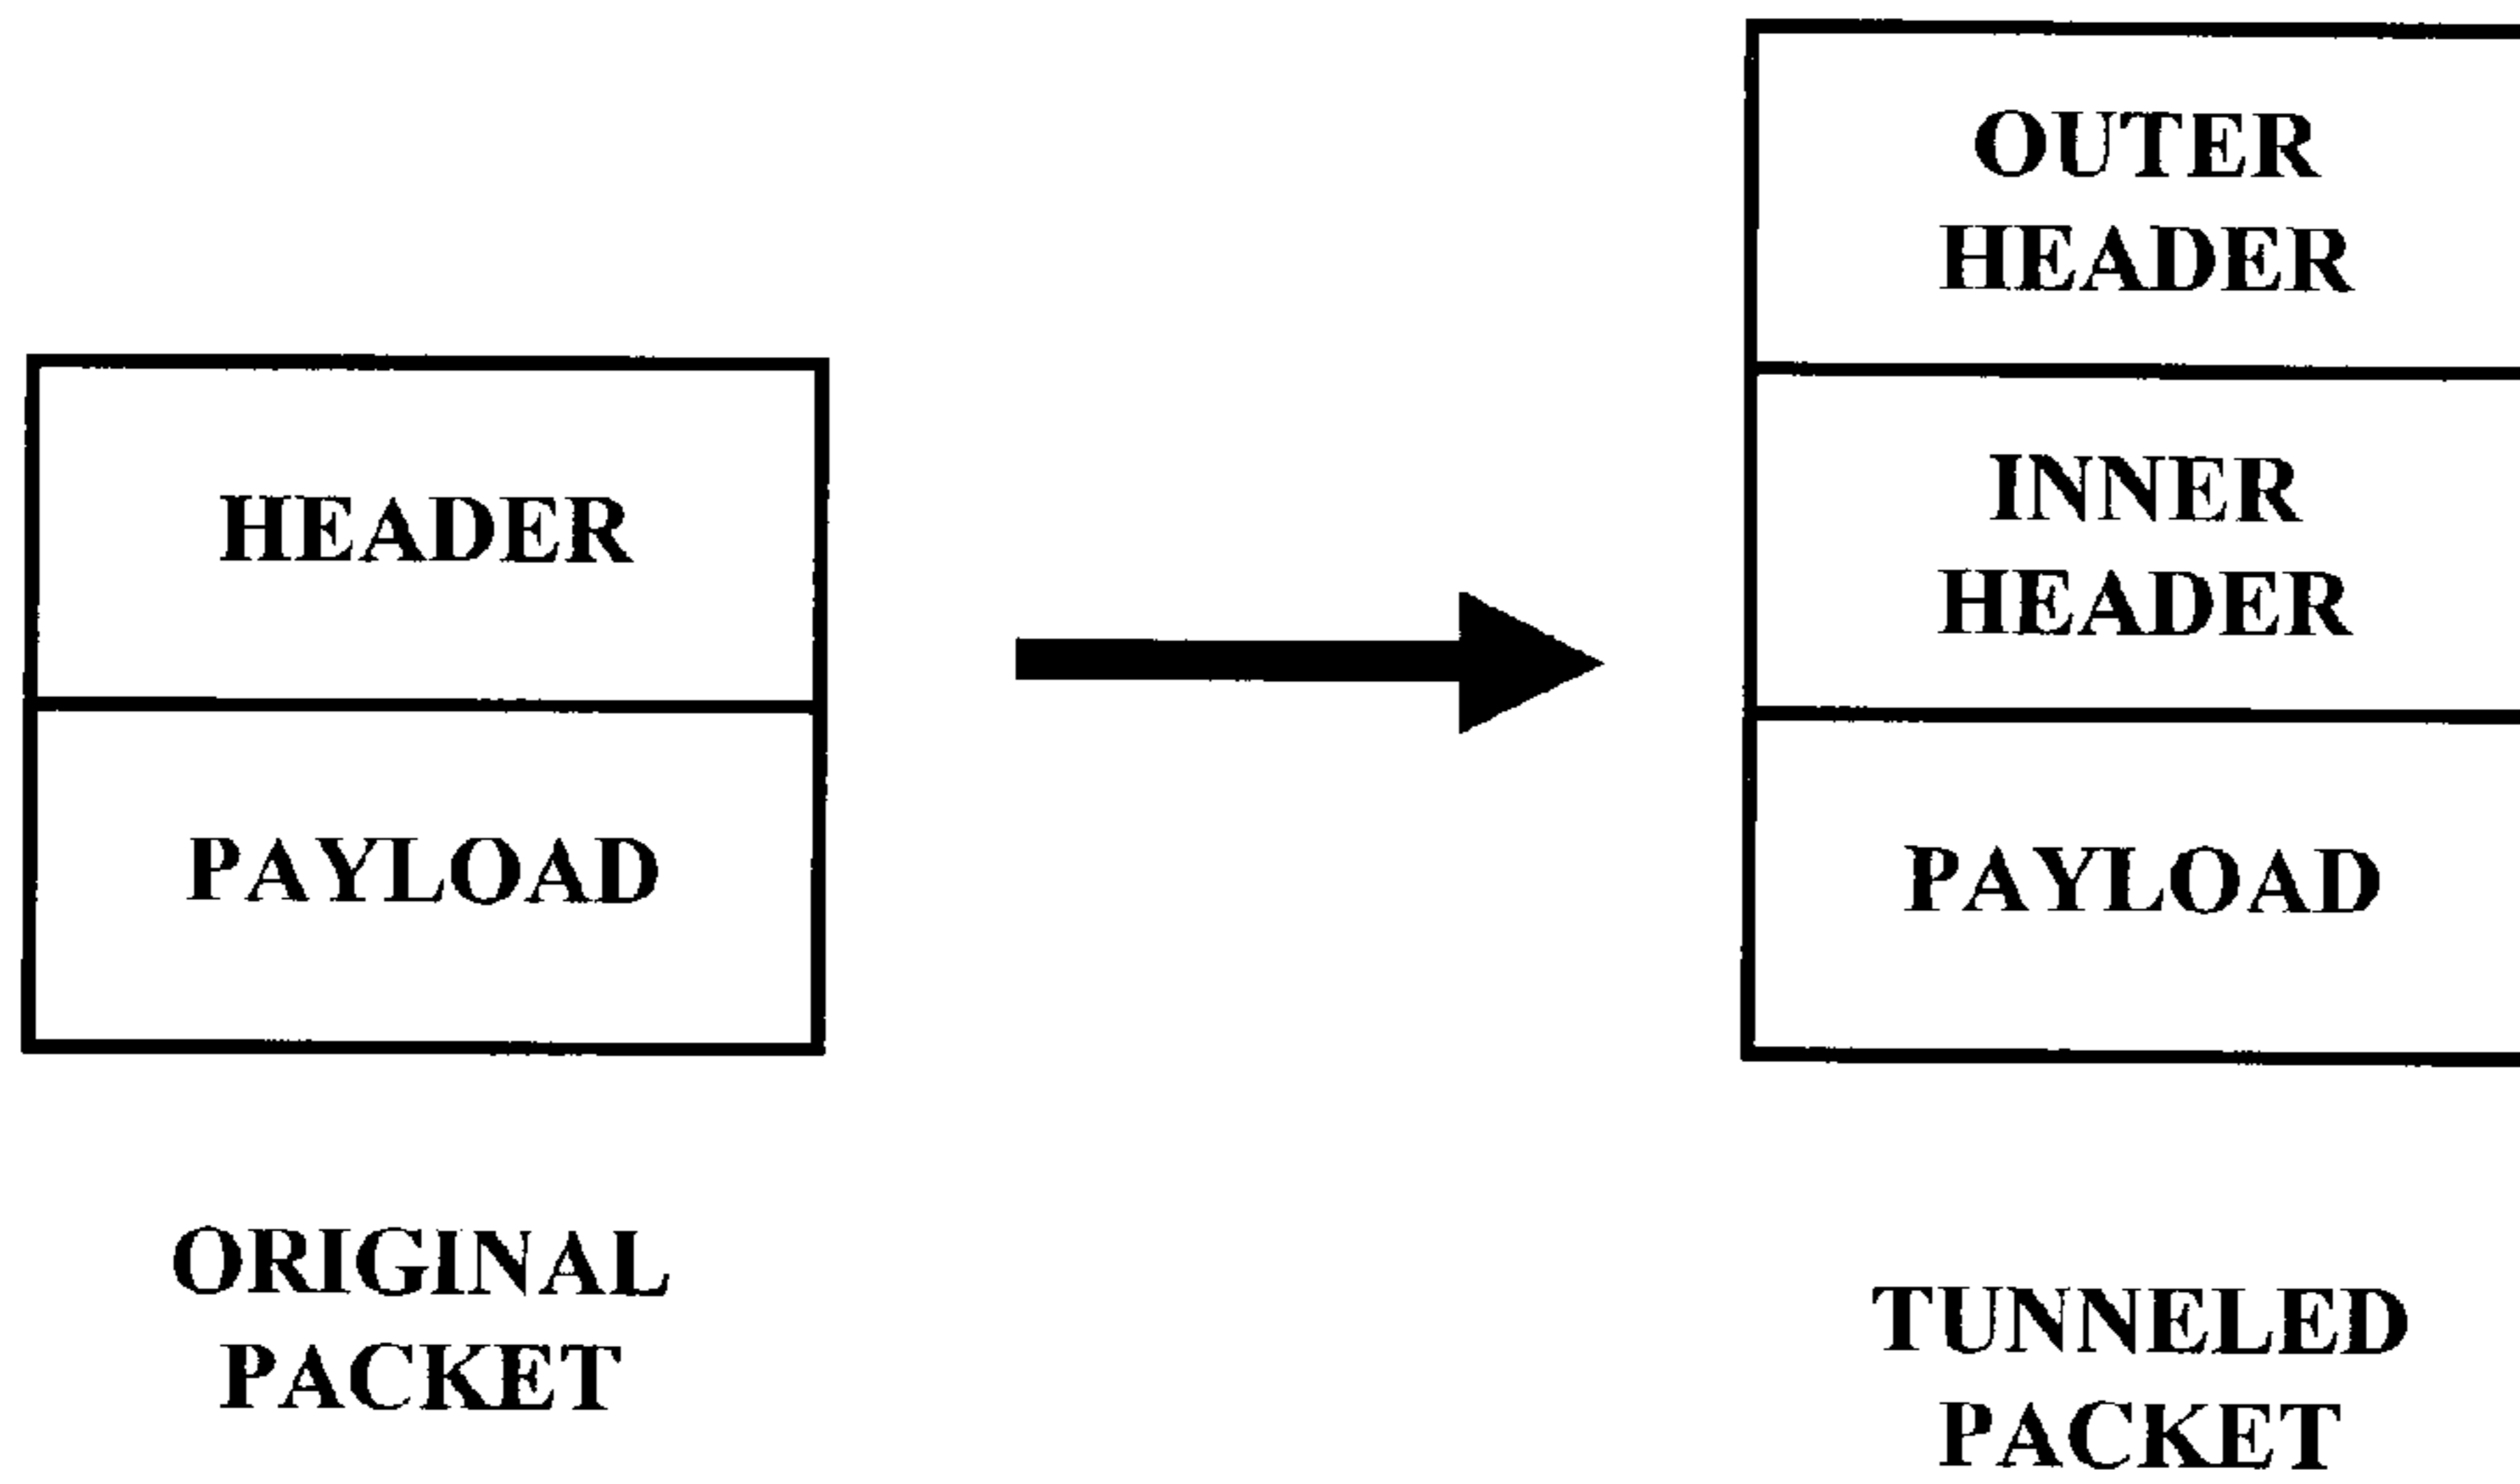 HEADER
PAYLOAD
ORIGINAL
PACKET
OUTER
HEADER
INNER
HEADER
PAYLOAD
TUNNELED
PACKET